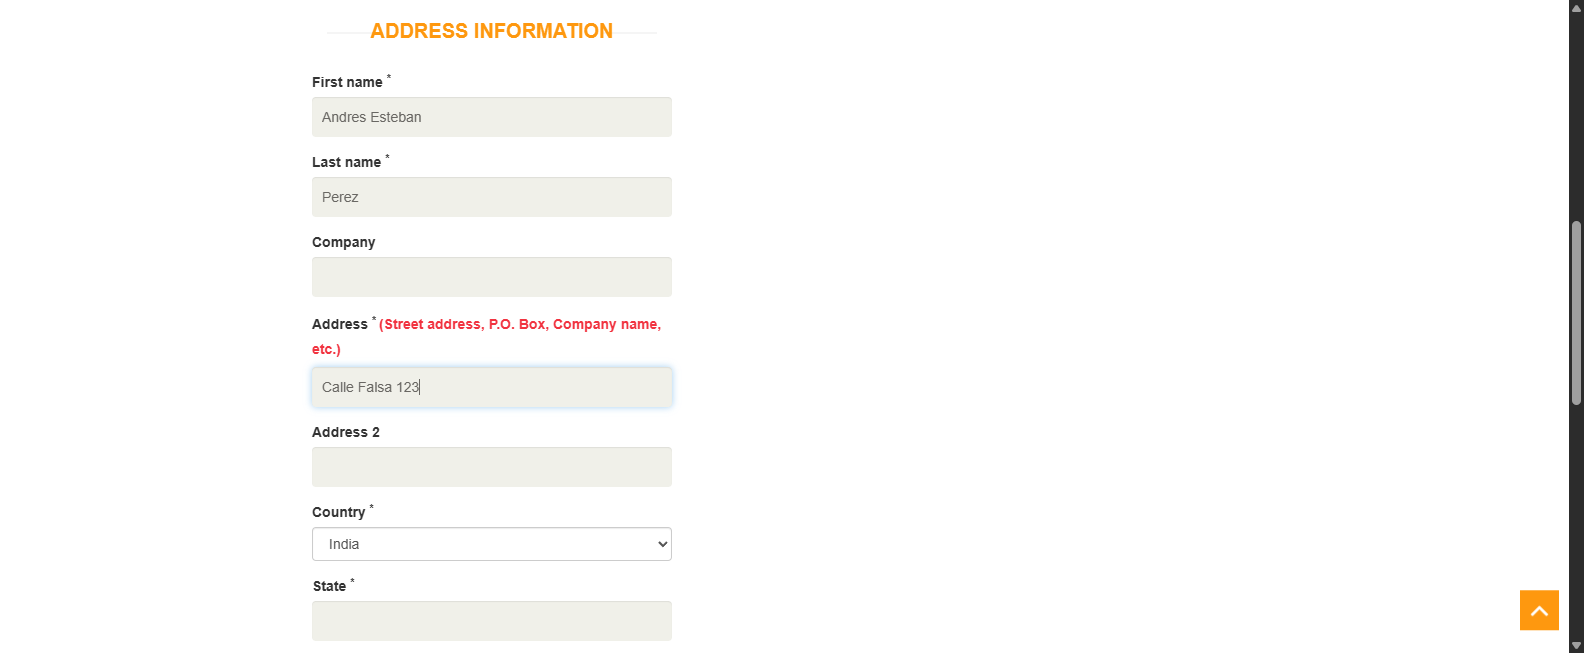 ADDRESS INFORMATION
First name *
Andres Esteban
Last name *
Perez
Company
Address * (Street address, P.O. Box, Company name,
etc.)
Calle Falsa 123
Address 2
Country *
India
State *